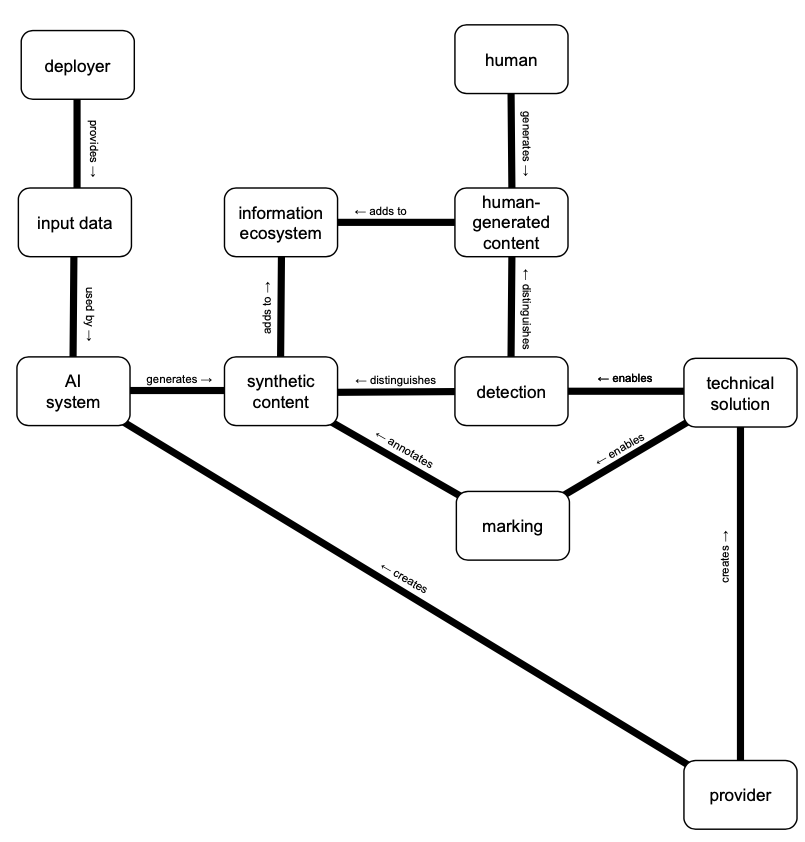 deployer
human
provides →
generates →
input data
information
ecosystem
← adds to
human-
generated
content
used by →
adds to →
← distinguishes
AI
system
generates →
synthetic
content
← distinguishes
detection
← enables
technical
solution
← annotates
← enables
marking
← creates
creates →
provider